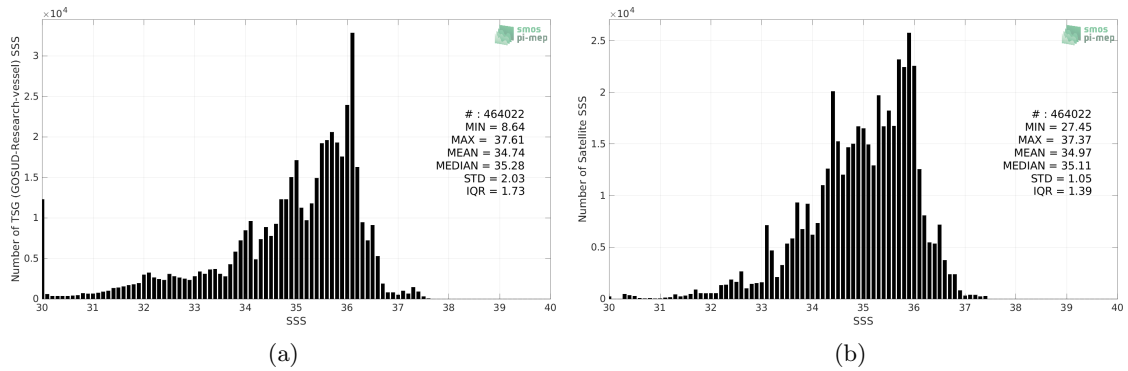 ×10⁴
Number of TSG (GOSUD-Research-vessel) SSS
3
2.5
2
1.5
1
0.5
0
30 31 32 33 34 35 36 37 38 39 40
SSS
smos
pi-mep
# : 464022
MIN = 8.64
MAX = 37.61
MEAN = 34.74
MEDIAN = 35.28
STD = 2.03
IQR = 1.73
(a)
×10⁴
Number of Satellite SSS
2.5
2
1.5
1
0.5
0
30 31 32 33 34 35 36 37 38 39 40
SSS
smos
pi-mep
# : 464022
MIN = 27.45
MAX = 37.37
MEAN = 34.97
MEDIAN = 35.11
STD = 1.05
IQR = 1.39
(b)